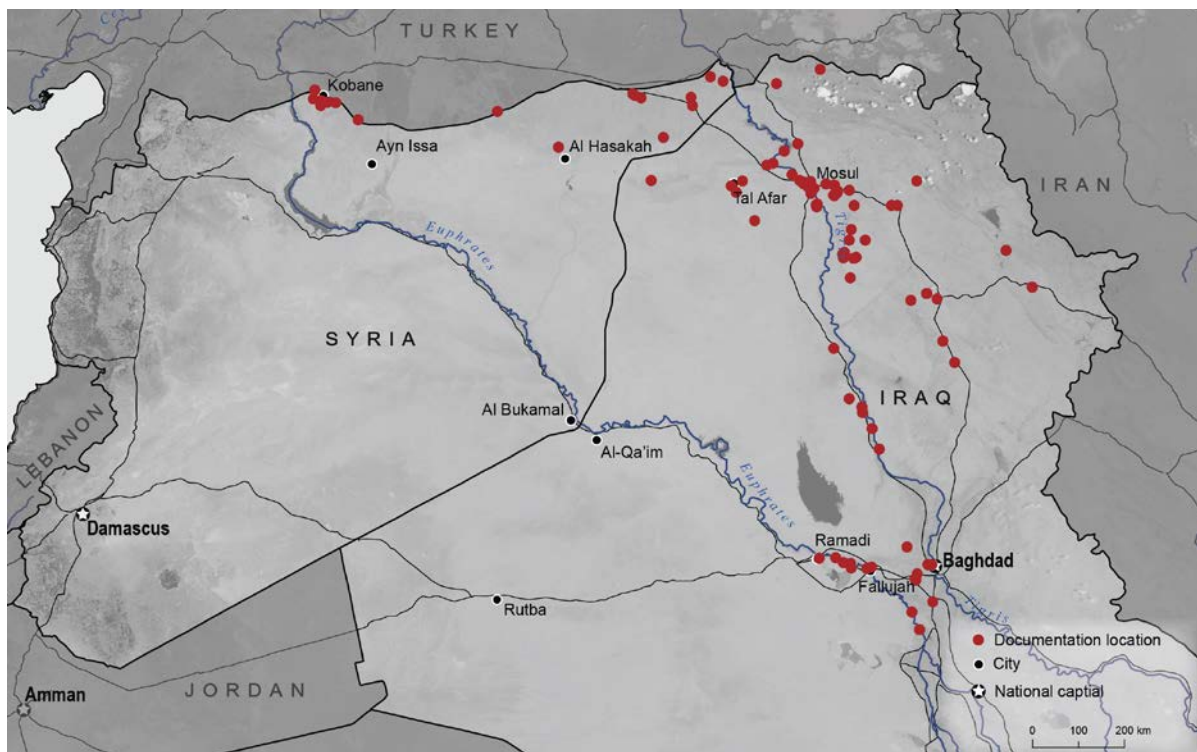 TURKEY
Kobane
Ayn Issa
Al Hasakah
Mosul
Tal Afar
IRAN
Euphrates
SYRIA
IRAQ
Al Bukamal
Al-Qa'im
LEBANON
Euphrates
Damascus
Ramadi
Baghdad
Fallujah
Rutba
Tigris
Documentation location
City
National captial
JORDAN
Amman
0 100 200 km